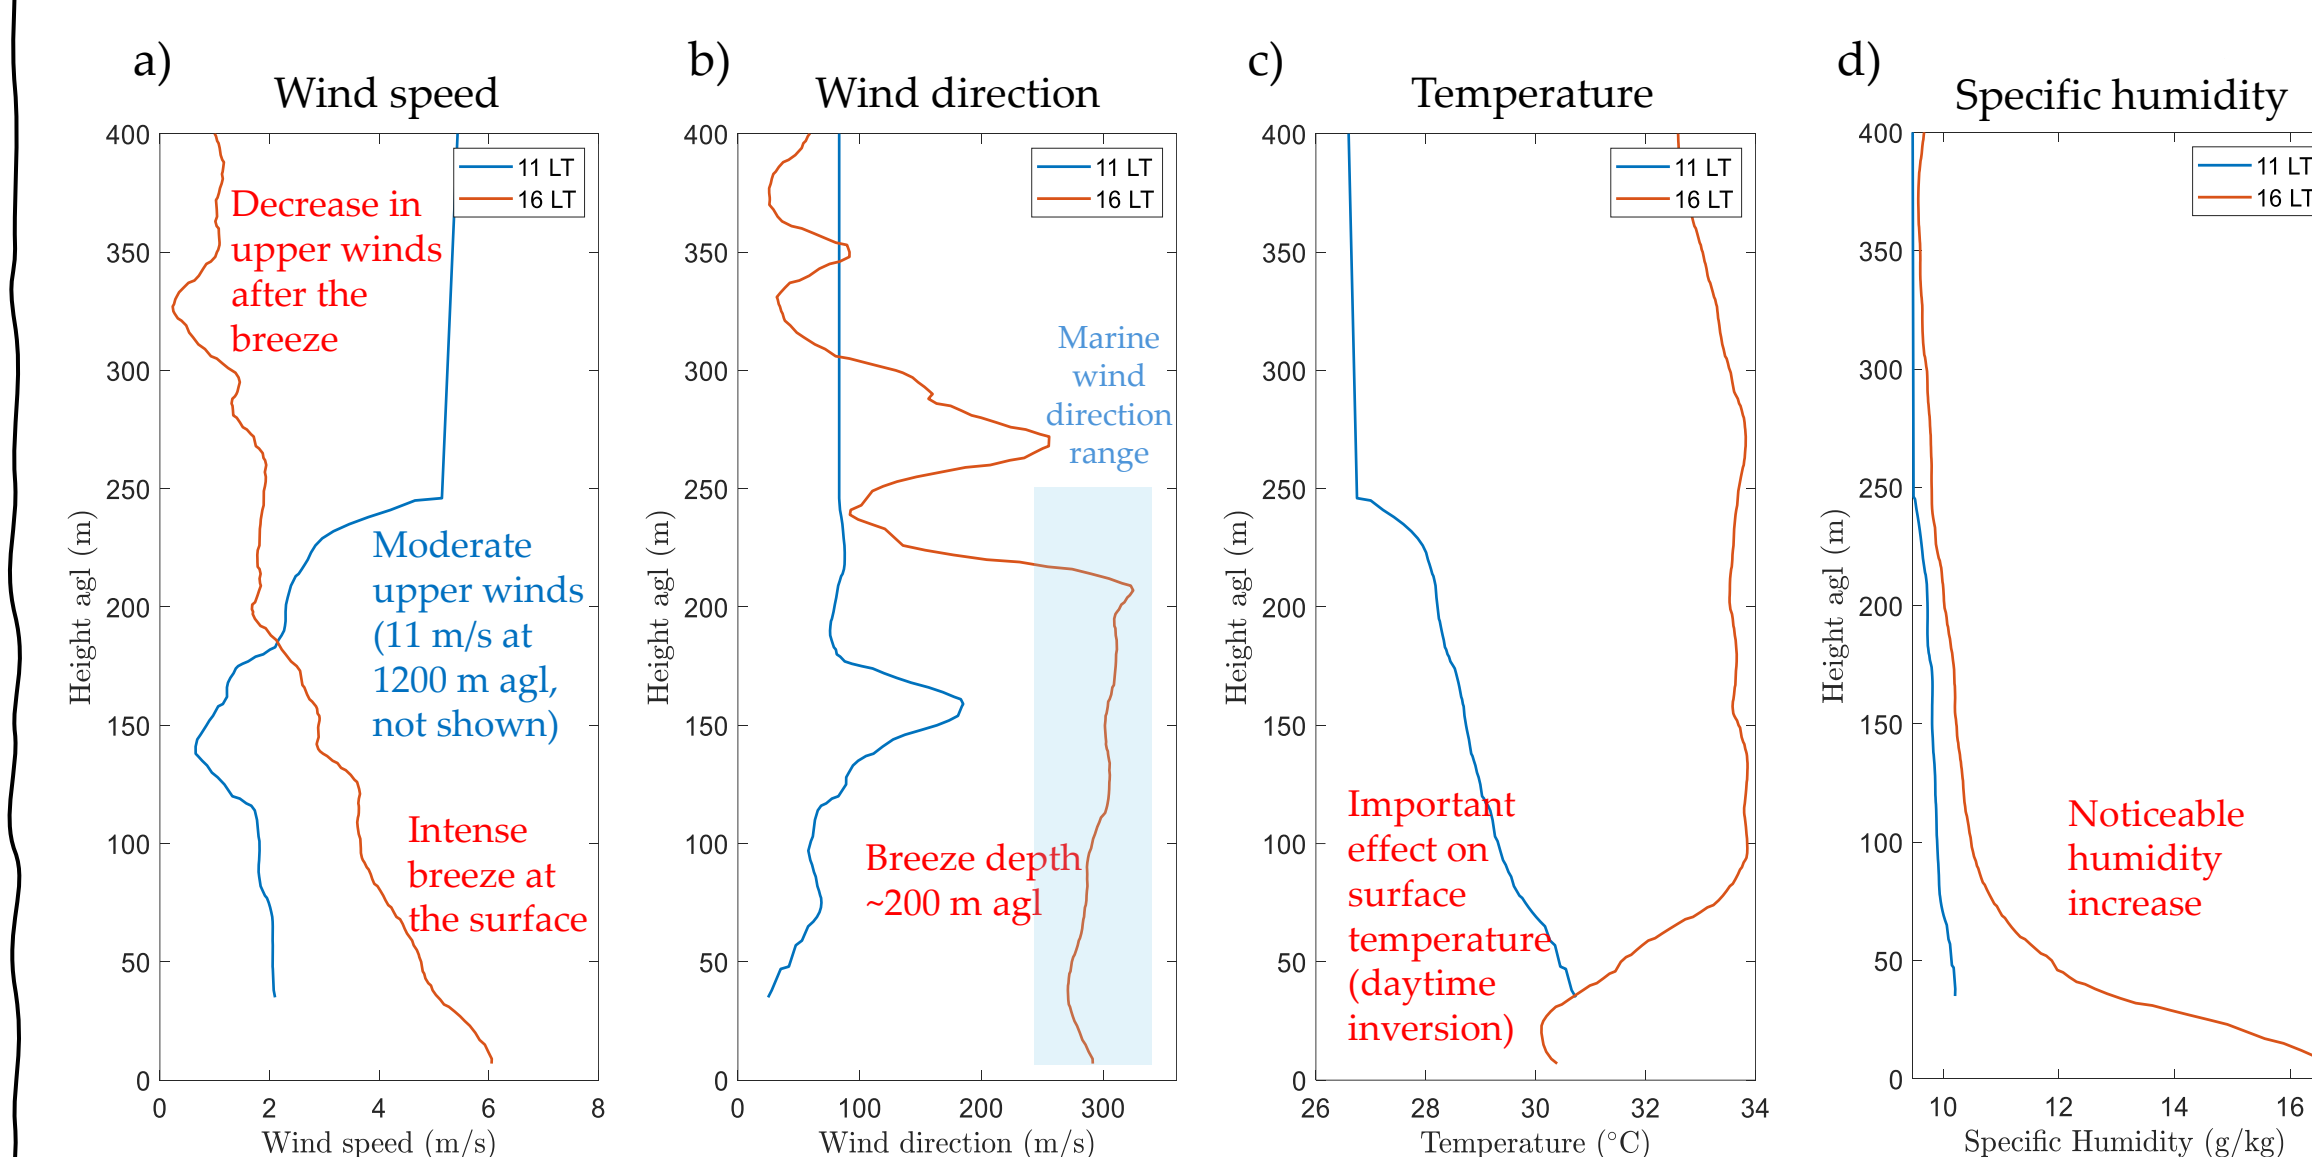 a)
Wind speed
400
350
300
250
200
150
100
50
0
0 2 4 6 8
Height agl (m)
Wind speed (m/s)
11 LT
16 LT
Decrease in
upper winds
after the
breeze
Moderate
upper winds
(11 m/s at
1200 m agl,
not shown)
Intense
breeze at
the surface
b)
Wind direction
400
350
300
250
200
150
100
50
0
0 100 200 300
Height agl (m)
Wind direction (m/s)
11 LT
16 LT
Marine
wind
direction
range
Breeze depth
~200 m agl
c)
Temperature
400
350
300
250
200
150
100
50
0
26 28 30 32 34
Height agl (m)
Temperature (°C)
11 LT
16 LT
Important
effect on
surface
temperature
(daytime
inversion)
d)
Specific humidity
400
350
300
250
200
150
100
50
0
10 12 14 16
Height agl (m)
Specific Humidity (g/kg)
11 LT
16 LT
Noticeable
humidity
increase